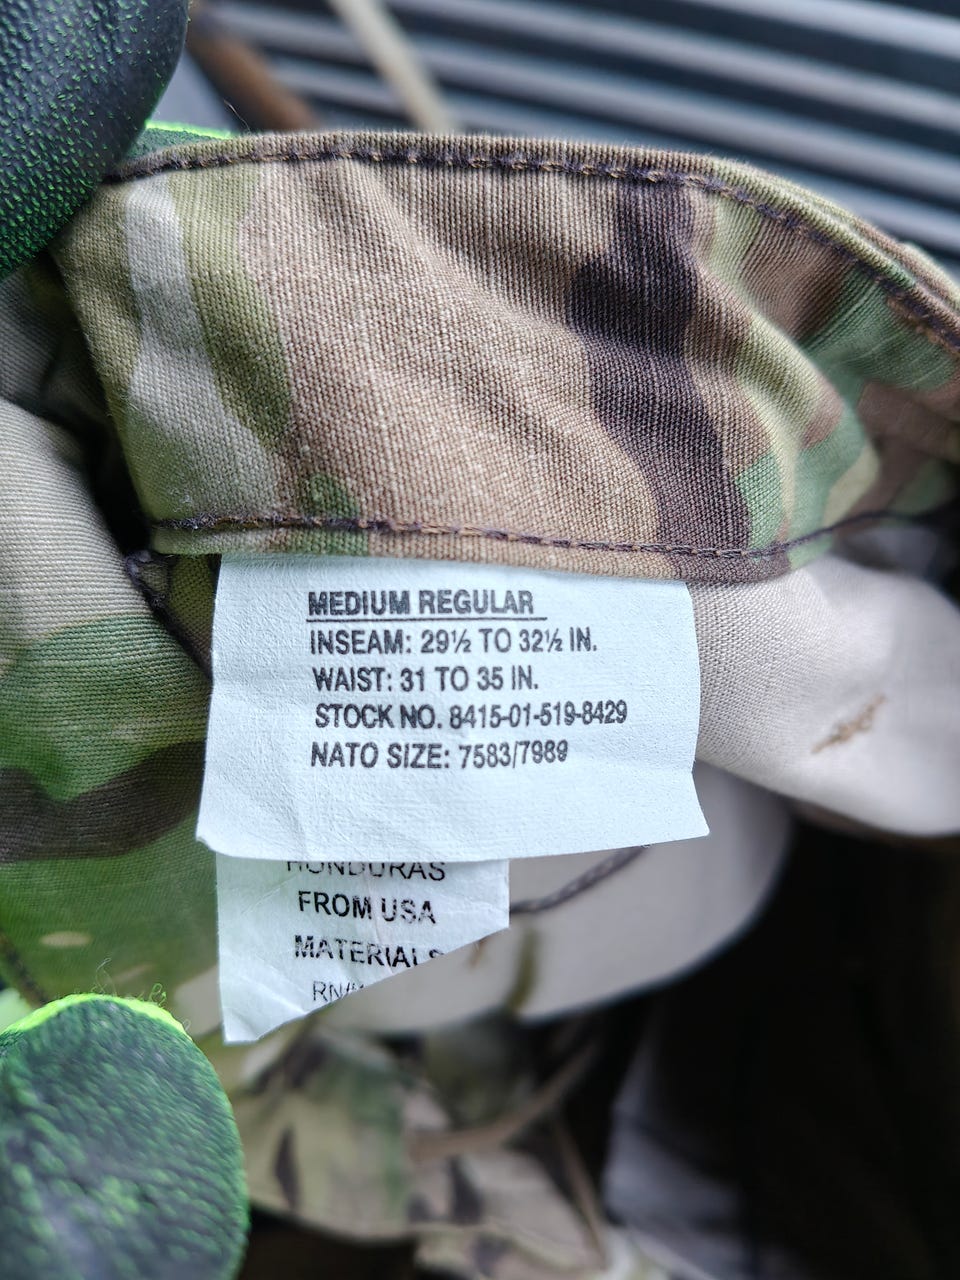 MEDIUM REGULAR
INSEAM: 29½ TO 32½ IN.
WAIST: 31 TO 35 IN.
STOCK NO. 8415-01-519-8429
NATO SIZE: 7583/7989
HONDURAS
FROM USA
MATERIALS